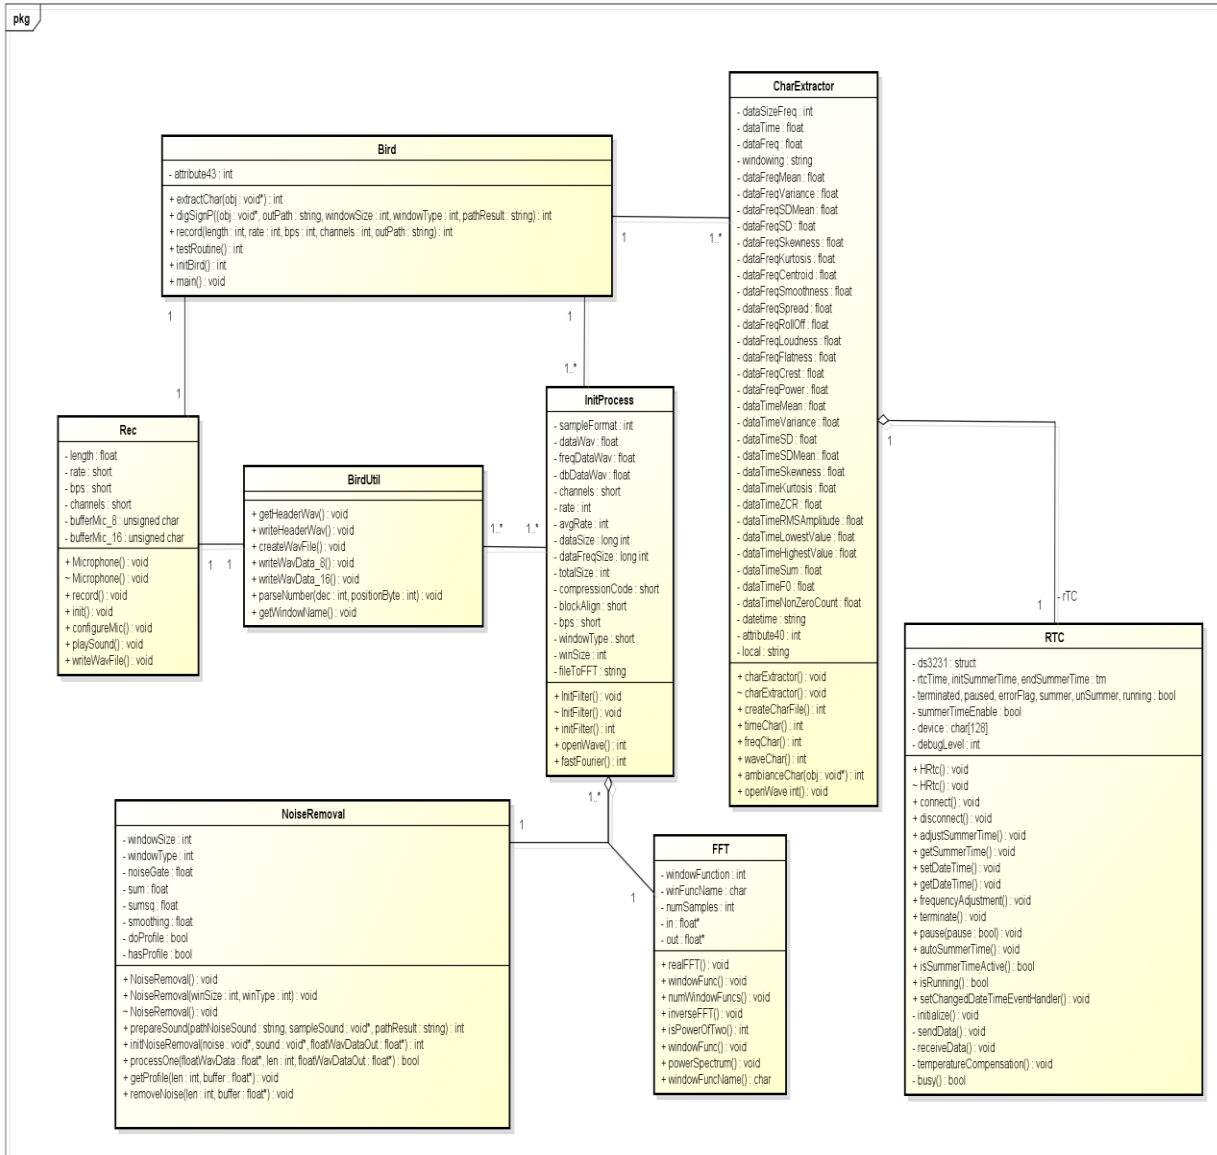 pkg
Bird
- attribute43 : int
+ extractChar(obj : void*) : int
+ digSignP((obj : void*, outPath : string, windowSize : int, windowType : int, pathResult : string) : int
+ record(length : int, rate : int, bps : int, channels : int, outPath : string) : int
+ testRoutine() : int
+ initBird() : int
+ main() : void
1
1..*
1
1
1
1..*
CharExtractor
- dataSizeFreq : int
- dataTime : float
- dataFreq : float
- windowing : string
- dataFreqMean : float
- dataFreqVariance : float
- dataFreqSDMean : float
- dataFreqSD : float
- dataFreqSkewness : float
- dataFreqKurtosis : float
- dataFreqCentroid : float
- dataFreqSmoothness : float
- dataFreqSpread : float
- dataFreqRollOff : float
- dataFreqLoudness : float
- dataFreqFlatness : float
- dataFreqCrest : float
- dataFreqPower : float
- dataTimeMean : float
- dataTimeVariance : float
- dataTimeSD : float
- dataTimeSDMean : float
- dataTimeSkewness : float
- dataTimeKurtosis : float
- dataTimeZCR : float
- dataTimeRMSAmplitude : float
- dataTimeLowestValue : float
- dataTimeHighestValue : float
- dataTimeSum : float
- dataTimeF0 : float
- dataTimeNonZeroCount : float
- datetime : string
- attribute40 : int
- local : string
+ charExtractor() : void
~ charExtractor() : void
+ createCharFile() : int
+ timeChar() : int
+ freqChar() : int
+ waveChar() : int
+ ambianceChar(obj : void*) : int
+ openWave int() : void
1
- rTC
1
Rec
- length : float
- rate : short
- bps : short
- channels : short
- bufferMic_8 : unsigned char
- bufferMic_16 : unsigned char
+ Microphone() : void
~ Microphone() : void
+ record() : void
+ init() : void
+ configureMic() : void
+ playSound() : void
+ writeWavFile() : void
1
1
BirdUtil
+ getHeaderWav() : void
+ writeHeaderWav() : void
+ createWavFile() : void
+ writeWavData_8() : void
+ writeWavData_16() : void
+ parseNumber(dec : int, positionByte : int) : void
+ getWindowName() : void
1..*
1..*
InitProcess
- sampleFormat : int
- dataWav : float
- freqDataWav : float
- dbDataWav : float
- channels : short
- rate : int
- avgRate : int
- dataSize : long int
- dataFreqSize : long int
- totalSize : int
- compressionCode : short
- blockAlign : short
- bps : short
- windowType : short
- winSize : int
- fileToFFT : string
+ InitFilter() : void
~ InitFilter() : void
+ initFilter() : int
+ openWave() : int
+ fastFourier() : int
1..*
1
1
NoiseRemoval
- windowSize : int
- windowType : int
- noiseGate : float
- sum : float
- sumsq : float
- smoothing : float
- doProfile : bool
- hasProfile : bool
+ NoiseRemoval() : void
+ NoiseRemoval(winSize : int, winType : int) : void
~ NoiseRemoval() : void
+ prepareSound(pathNoiseSound : string, sampleSound : void*, pathResult : string) : int
+ initNoiseRemoval(noise : void*, sound : void*, floatWavDataOut : float*) : int
+ processOne(floatWavData : float*, len : int, floatWavDataOut : float*) : bool
+ getProfile(len : int, buffer : float*) : void
+ removeNoise(len : int, buffer : float*) : void
FFT
- windowFunction : int
- winFuncName : char
- numSamples : int
- in : float*
- out : float*
+ realFFT() : void
+ windowFunc() : void
+ numWindowFuncs() : void
+ inverseFFT() : void
+ isPowerOfTwo() : int
+ windowFunc() : void
+ powerSpectrum() : void
+ windowFuncName() : char
RTC
- ds3231 : struct
- rtcTime, initSummerTime, endSummerTime : tm
- terminated, paused, errorFlag, summer, unSummer, running : bool
- summerTimeEnable : bool
- device : char[128]
- debugLevel : int
+ HRtc() : void
~ HRtc() : void
+ connect() : void
+ disconnect() : void
+ adjustSummerTime() : void
+ getSummerTime() : void
+ setDateTime() : void
+ getDateTime() : void
+ frequencyAdjustment() : void
+ terminate() : void
+ pause(pause : bool) : void
+ autoSummerTime() : void
+ isSummerTimeActive() : bool
+ isRunning() : bool
+ setChangedDateTimeEventHandler() : void
- initialize() : void
- sendData() : void
- receiveData() : void
- temperatureCompensation() : void
- busy() : bool